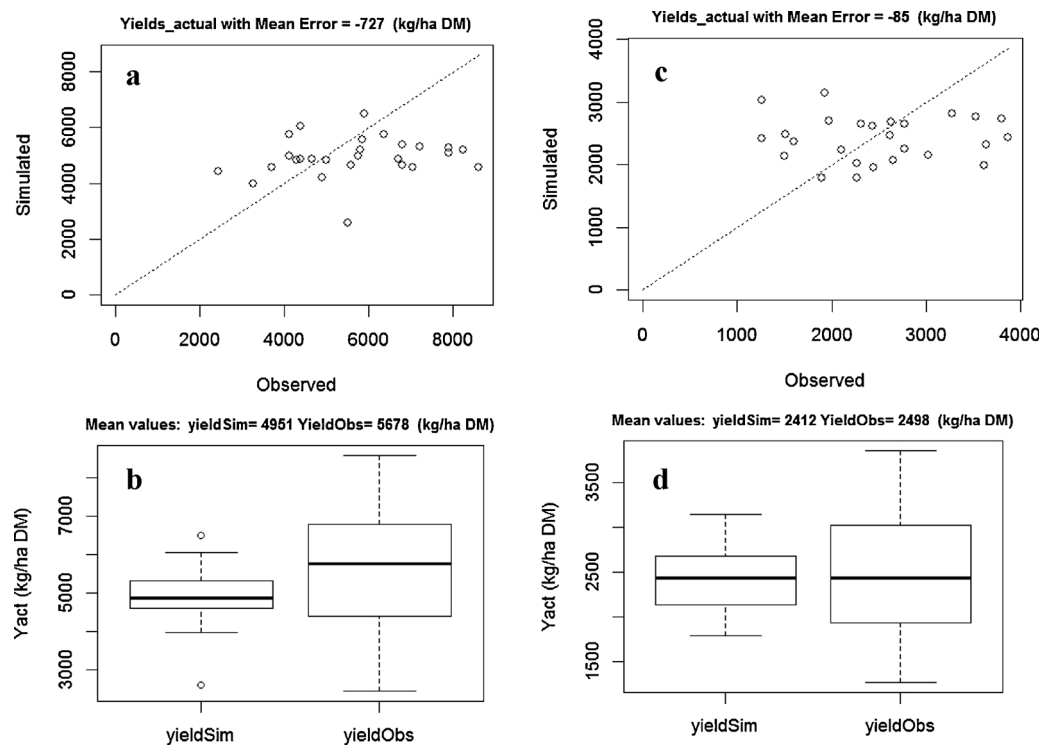 Yields_actual with Mean Error = -727 (kg/ha DM)
a
Simulated
8000
6000
4000
2000
0
0 2000 4000 6000 8000
Observed
Yields_actual with Mean Error = -85 (kg/ha DM)
c
Simulated
4000
3000
2000
1000
0
0 1000 2000 3000 4000
Observed
Mean values: yieldSim= 4951 YieldObs= 5678 (kg/ha DM)
b
Yact (kg/ha DM)
7000
5000
3000
yieldSim yieldObs
Mean values: yieldSim= 2412 YieldObs= 2498 (kg/ha DM)
d
Yact (kg/ha DM)
3500
2500
1500
yieldSim yieldObs